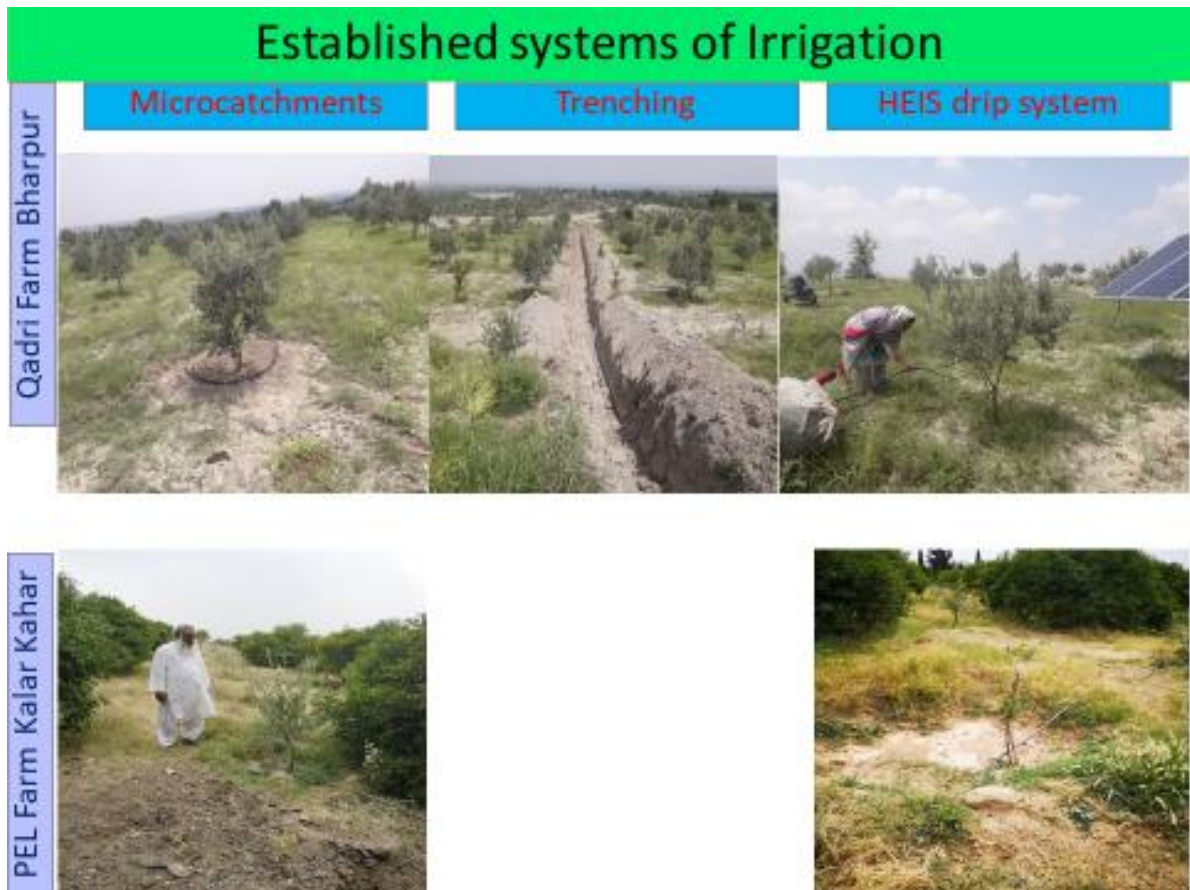 Established systems of Irrigation
Microcatchments
Trenching
HEIS drip system
Qadri Farm Bharpur
PEL Farm Kalar Kahar